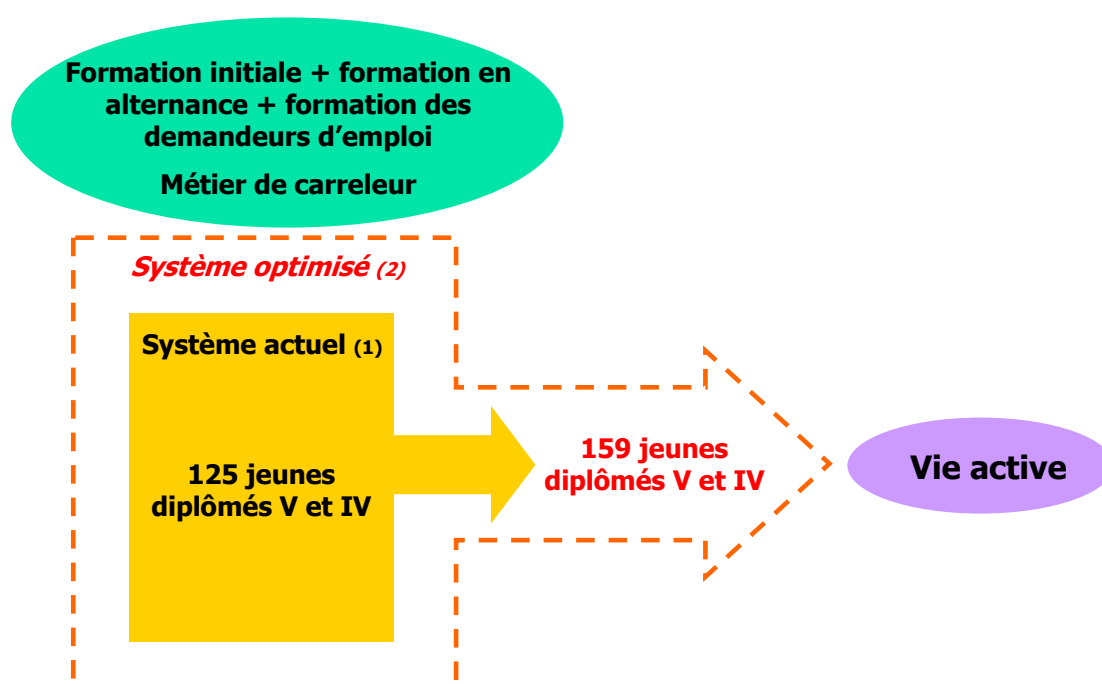 Formation initiale + formation en
alternance + formation des
demandeurs d’emploi
Métier de carreleur
Système optimisé (2)
Système actuel (1)
125 jeunes
diplômés V et IV
159 jeunes
diplômés V et IV
Vie active